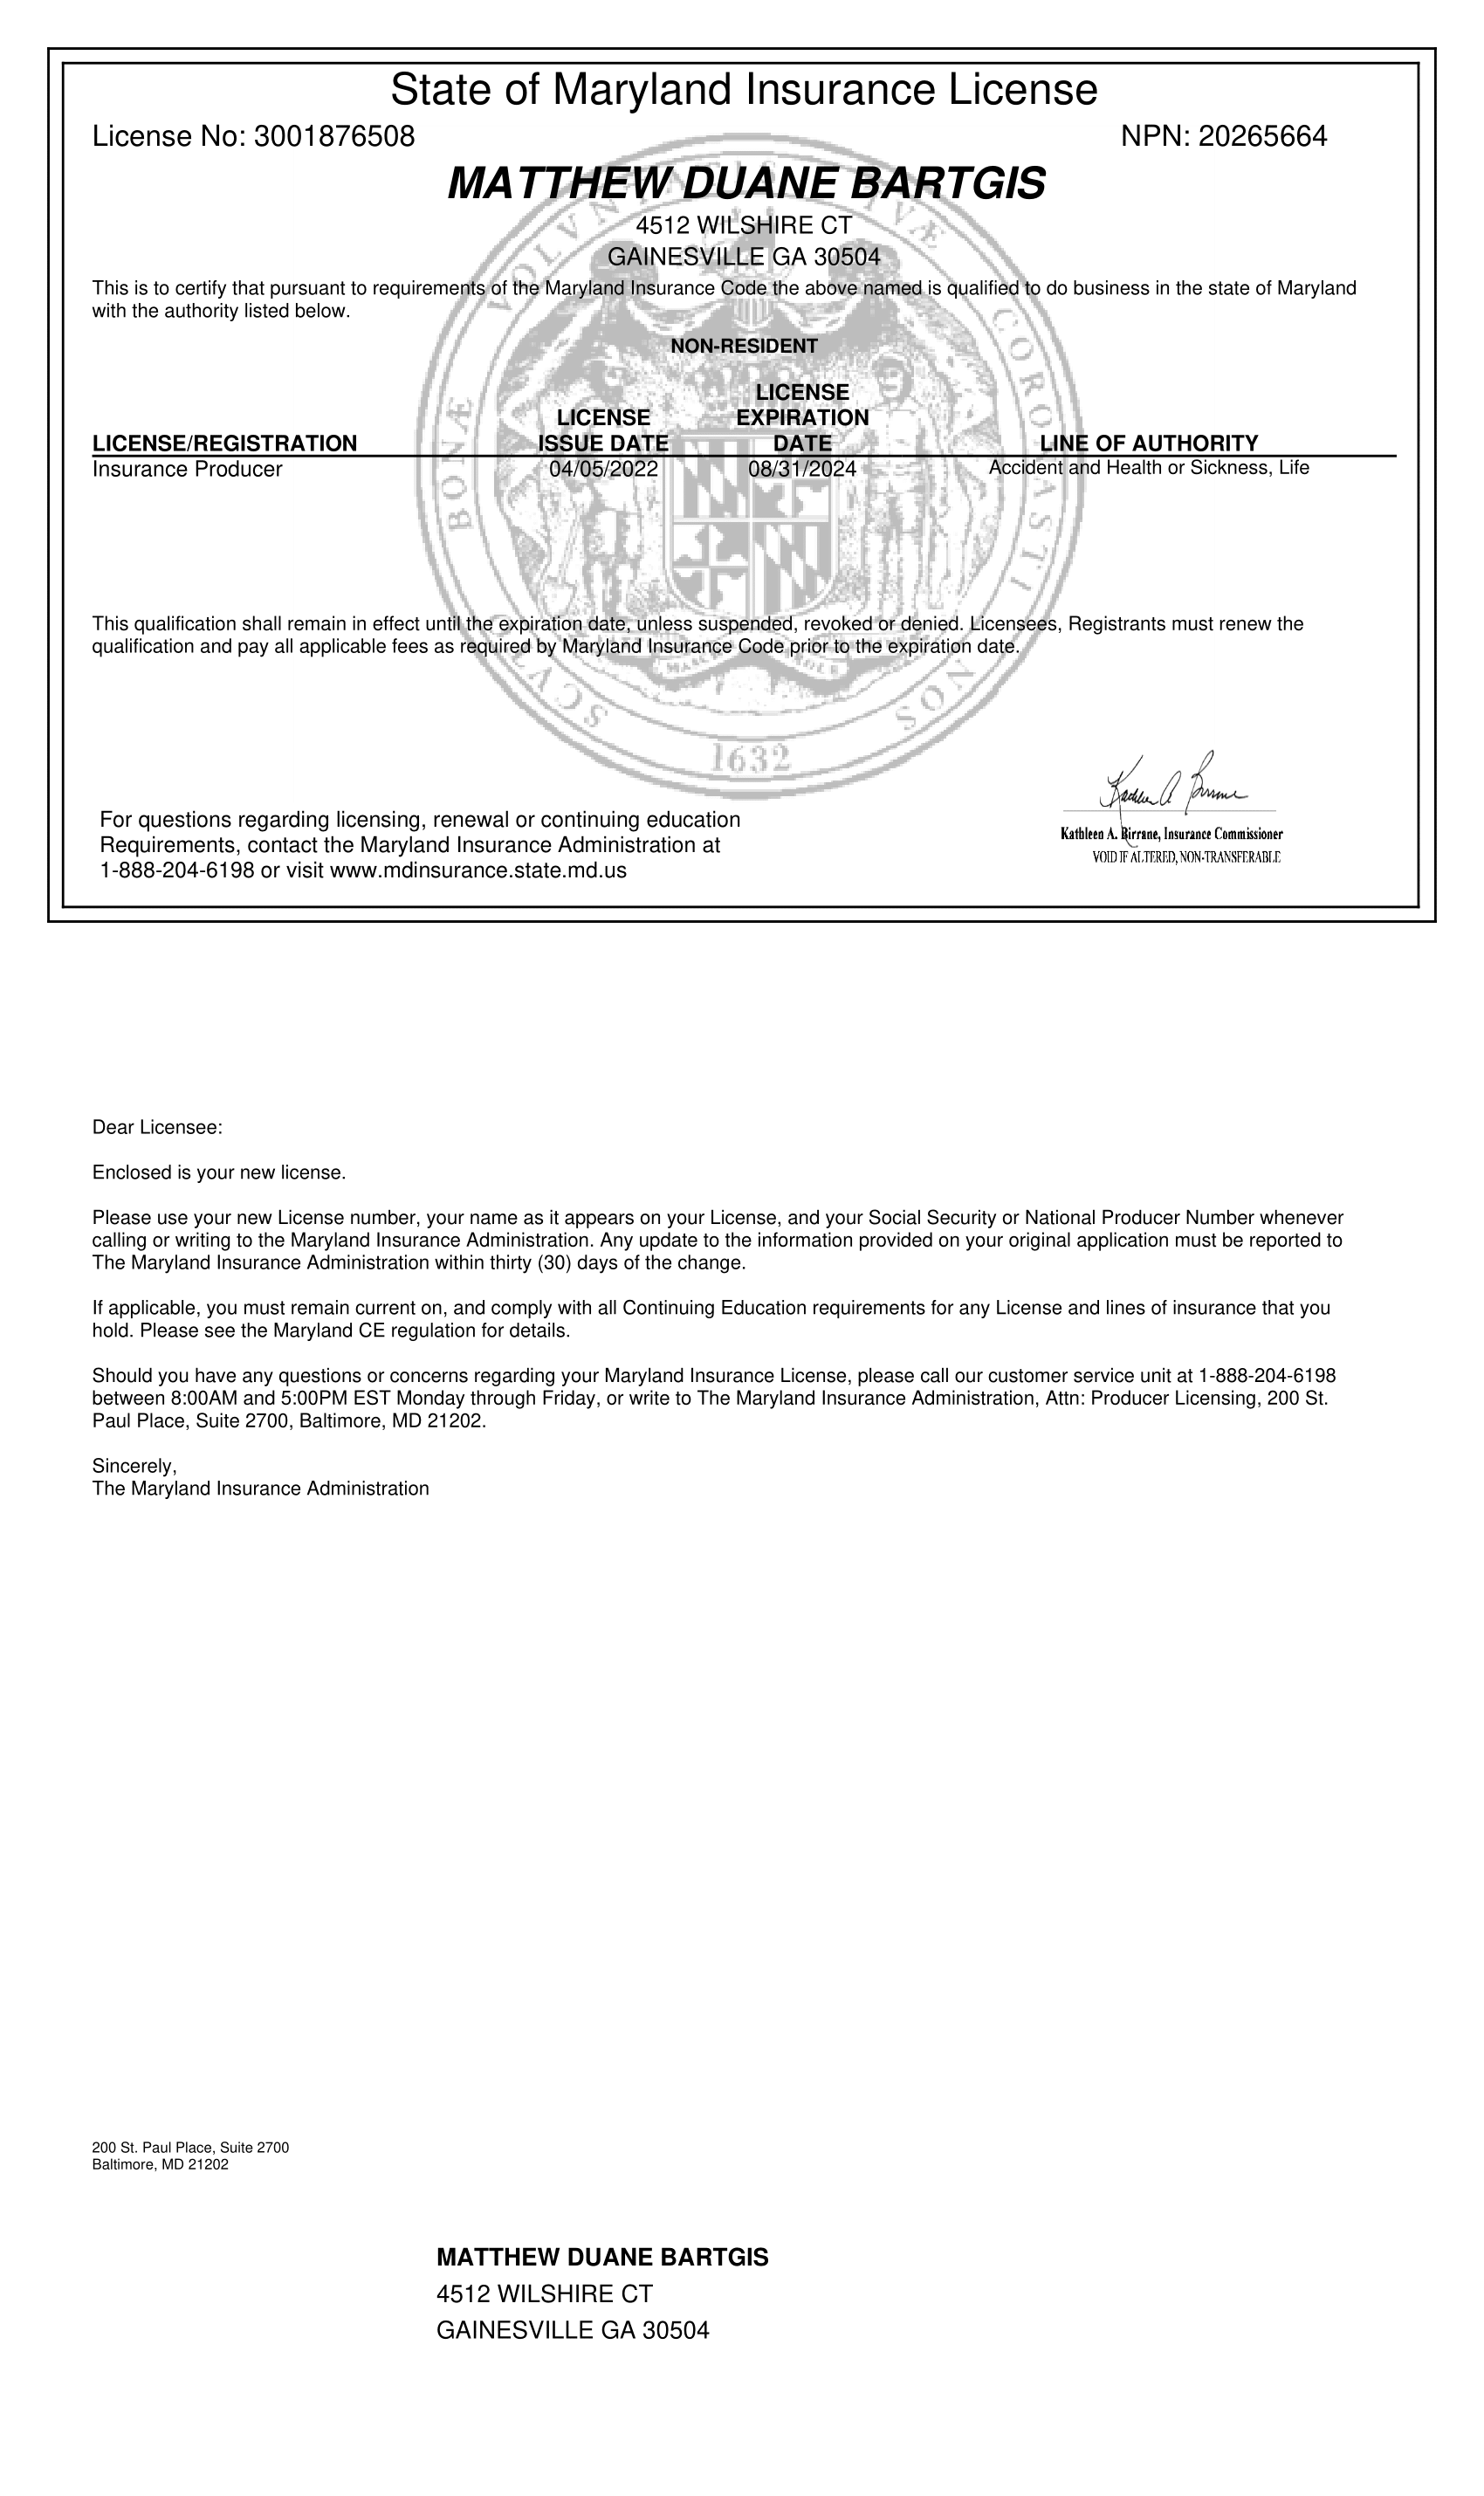 State of Maryland Insurance License
License No: 3001876508 NPN: 20265664
MATTHEW DUANE BARTGIS
4512 WILSHIRE CT
GAINESVILLE GA 30504
This is to certify that pursuant to requirements of the Maryland Insurance Code the above named is qualified to do business in the state of Maryland
with the authority listed below.
NON-RESIDENT
LICENSE
LICENSE EXPIRATION
LICENSE/REGISTRATION ISSUE DATE DATE LINE OF AUTHORITY
Insurance Producer 04/05/2022 08/31/2024 Accident and Health or Sickness, Life
This qualification shall remain in effect until the expiration date, unless suspended, revoked or denied. Licensees, Registrants must renew the
qualification and pay all applicable fees as required by Maryland Insurance Code prior to the expiration date.
SCVTO BONÆ VOLVNTATIS TVÆ CORONASTI NOS
1632
Kathleen A. Birrane, Insurance Commissioner
VOID IF ALTERED, NON-TRANSFERABLE
For questions regarding licensing, renewal or continuing education
Requirements, contact the Maryland Insurance Administration at
1-888-204-6198 or visit www.mdinsurance.state.md.us
Dear Licensee:
Enclosed is your new license.
Please use your new License number, your name as it appears on your License, and your Social Security or National Producer Number whenever
calling or writing to the Maryland Insurance Administration. Any update to the information provided on your original application must be reported to
The Maryland Insurance Administration within thirty (30) days of the change.
If applicable, you must remain current on, and comply with all Continuing Education requirements for any License and lines of insurance that you
hold. Please see the Maryland CE regulation for details.
Should you have any questions or concerns regarding your Maryland Insurance License, please call our customer service unit at 1-888-204-6198
between 8:00AM and 5:00PM EST Monday through Friday, or write to The Maryland Insurance Administration, Attn: Producer Licensing, 200 St.
Paul Place, Suite 2700, Baltimore, MD 21202.
Sincerely,
The Maryland Insurance Administration
200 St. Paul Place, Suite 2700
Baltimore, MD 21202
MATTHEW DUANE BARTGIS
4512 WILSHIRE CT
GAINESVILLE GA 30504